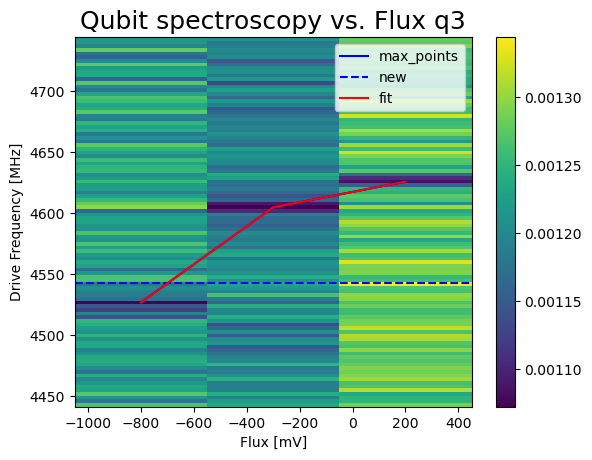 Qubit spectroscopy vs. Flux q3
max_points
new
fit
Drive Frequency [MHz]
4700
4650
4600
4550
4500
4450
−1000 −800 −600 −400 −200 0 200 400
Flux [mV]
0.00130
0.00125
0.00120
0.00115
0.00110